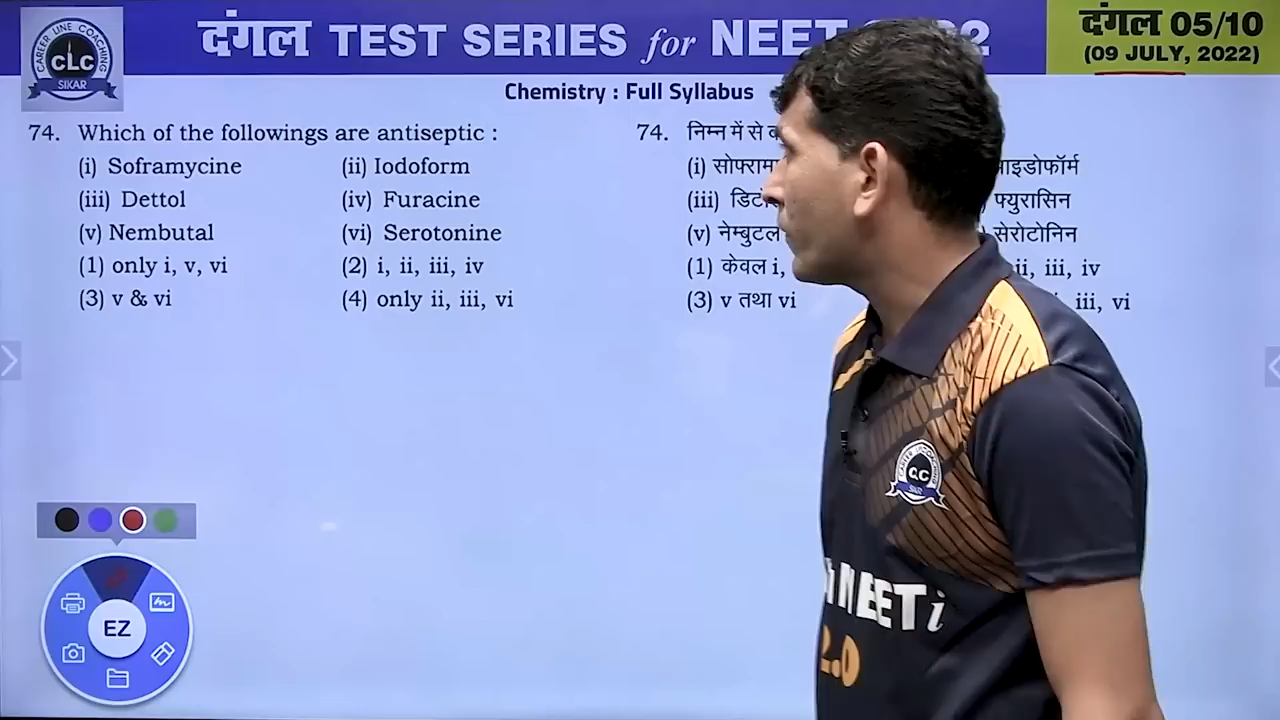 दंगल TEST SERIES for NEET
दंगल 05/10
(09 JULY, 2022)
CAREER LINE COACHING
CLC
SIKAR
Chemistry : Full Syllabus
74. Which of the followings are antiseptic :
(i) Soframycine (ii) Iodoform
(iii) Dettol (iv) Furacine
(v) Nembutal (vi) Serotonine
(1) only i, v, vi (2) i, ii, iii, iv
(3) v & vi (4) only ii, iii, vi
74. निम्न में से
(i)
(iii) फ्युरासिन
(v) नेम्बुटल सेरोटोनिन
(1) केवल i, ii, iii, iv
(3) v तथा vi iii, vi
CLC
SIKAR
NEETi
2.0
EZ